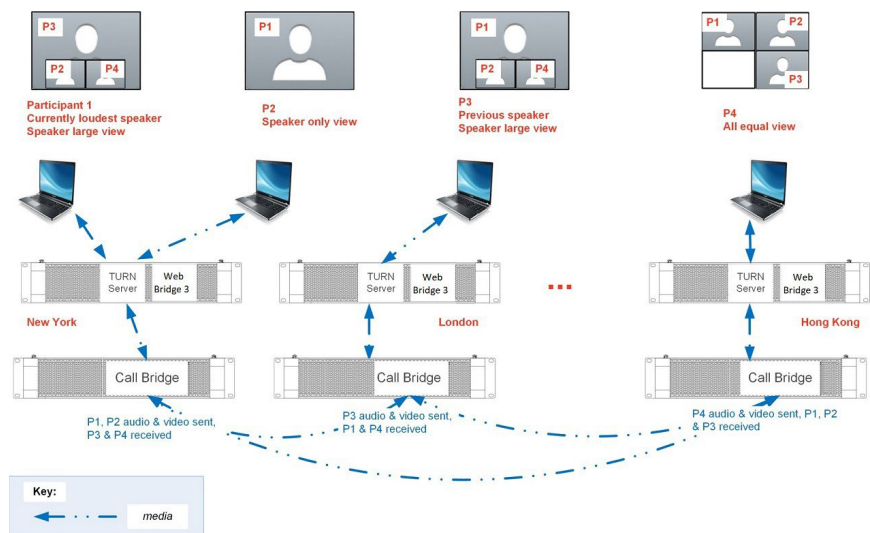 P3
P2
P4
P1
P1
P2
P4
P1
P2
P3
Participant 1
Currently loudest speaker
Speaker large view
P2
Speaker only view
P3
Previous speaker
Speaker large view
P4
All equal view
TURN
Server
Web
Bridge 3
TURN
Server
Web
Bridge 3
...
TURN
Server
Web
Bridge 3
New York
London
Hong Kong
Call Bridge
Call Bridge
Call Bridge
P1, P2 audio & video sent,
P3 & P4 received
P3 audio & video sent,
P1 & P4 received
P4 audio & video sent, P1, P2
& P3 received
Key:
media